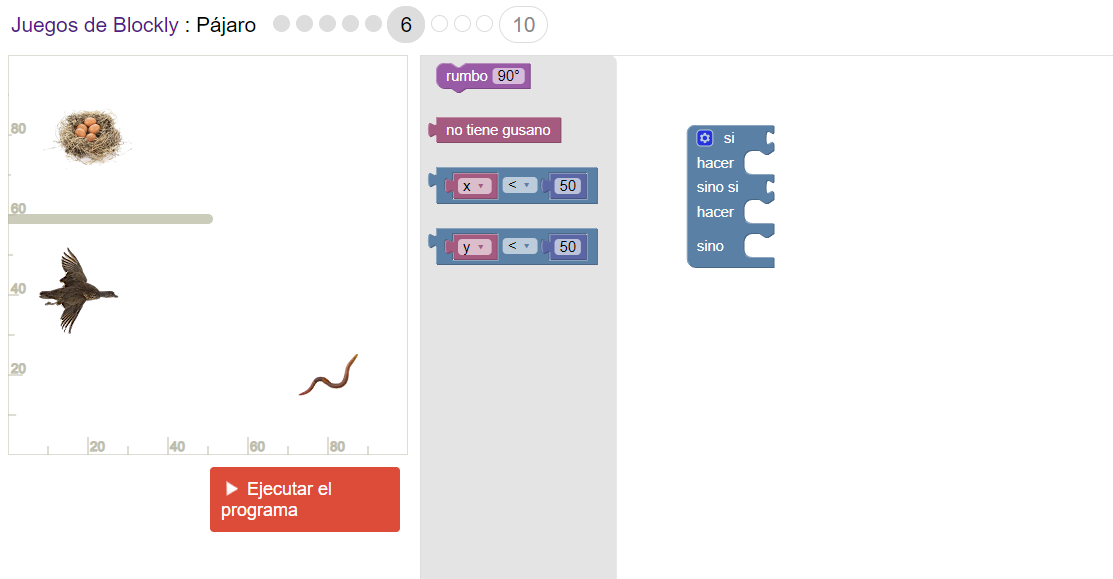 Juegos de Blockly : Pájaro 6 10
80
60
40
20
20 40 60 80
Ejecutar el
programa
rumbo 90°
no tiene gusano
x < 50
y < 50
si
hacer
sino si
hacer
sino